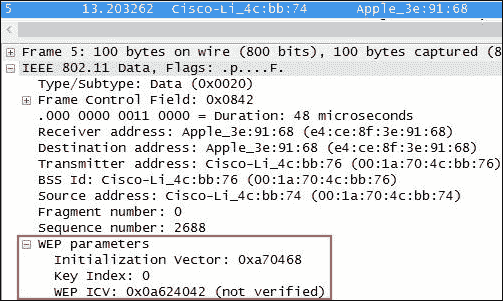 5 13.203262 Cisco-Li_4c:bb:74 Apple_3e:91:68
Frame 5: 100 bytes on wire (800 bits), 100 bytes captured (8
IEEE 802.11 Data, Flags: .p....F.
Type/Subtype: Data (0x0020)
Frame Control Field: 0x0842
.000 0000 0011 0000 = Duration: 48 microseconds
Receiver address: Apple_3e:91:68 (e4:ce:8f:3e:91:68)
Destination address: Apple_3e:91:68 (e4:ce:8f:3e:91:68)
Transmitter address: Cisco-Li_4c:bb:76 (00:1a:70:4c:bb:76)
BSS Id: Cisco-Li_4c:bb:76 (00:1a:70:4c:bb:76)
Source address: Cisco-Li_4c:bb:74 (00:1a:70:4c:bb:74)
Fragment number: 0
Sequence number: 2688
WEP parameters
Initialization Vector: 0xa70468
Key Index: 0
WEP ICV: 0x0a624042 (not verified)